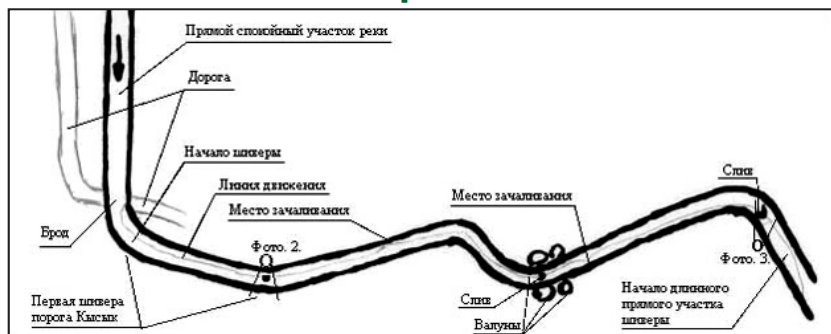 Прямой спокойный участок реки
Дорога
Начало шиверы
Линия движения
Место зачаливания
Брод
Фото. 2.
Первая шивера
порога Кысык
Место зачаливания
Слив
Слив
Валуны
Фото. 3.
Начало длинного
прямого участка
шиверы